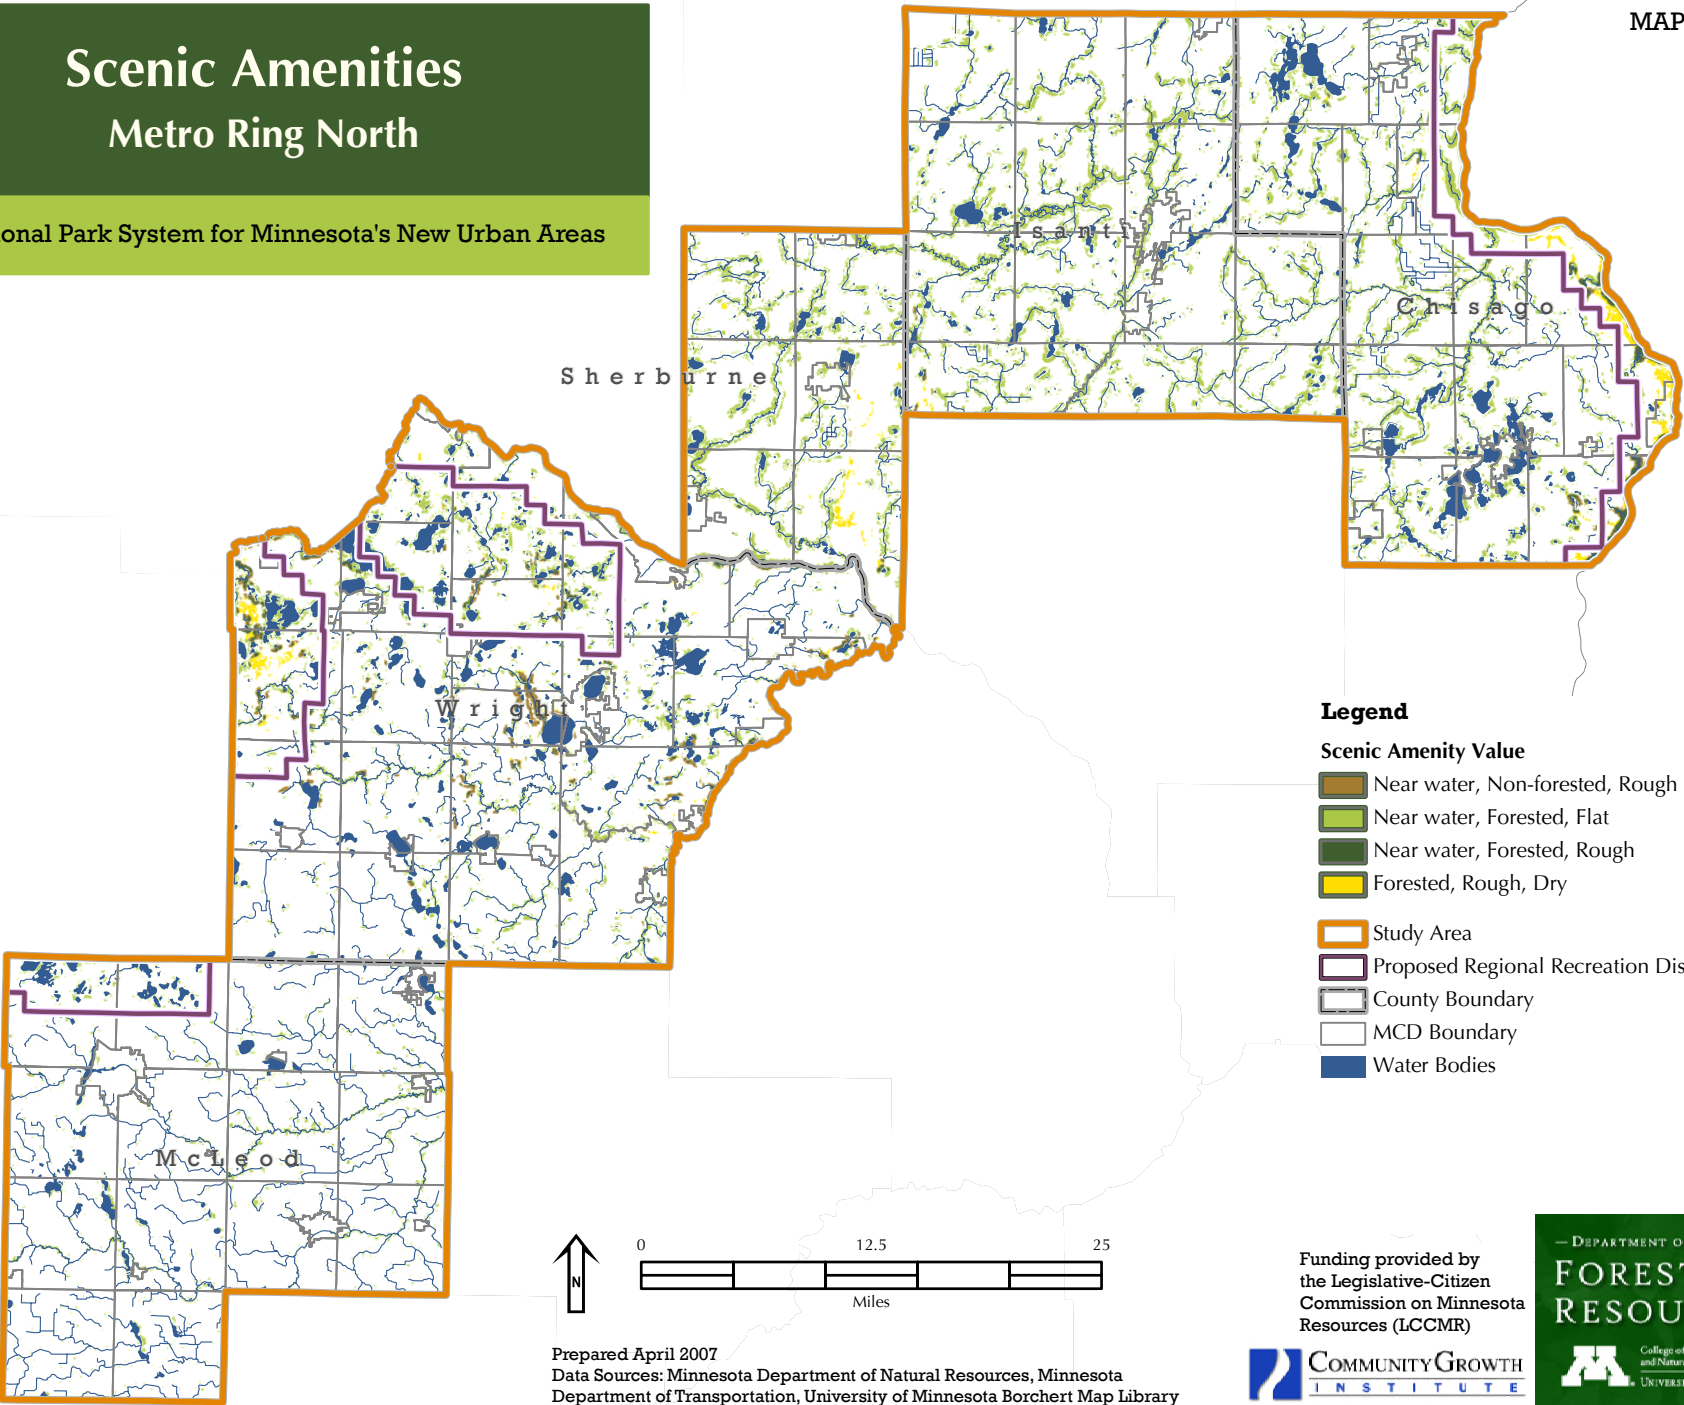 Scenic Amenities
Metro Ring North
Park System for Minnesota's New Urban Areas
MAP
Isanti
Chisago
Sherburne
Wright
McLeod
Legend
Scenic Amenity Value
Near water, Non-forested, Rough
Near water, Forested, Flat
Near water, Forested, Rough
Forested, Rough, Dry
Study Area
Proposed Regional Recreation
County Boundary
MCD Boundary
Water Bodies
N
0 12.5 25
Miles
Prepared April 2007
Data Sources: Minnesota Department of Natural Resources, Minnesota
Department of Transportation, University of Minnesota Borchert Map Library
Funding provided by
the Legislative-Citizen
Commission on Minnesota
Resources (LCCMR)
COMMUNITY GROWTH
INSTITUTE
— DEPARTMENT
M
College